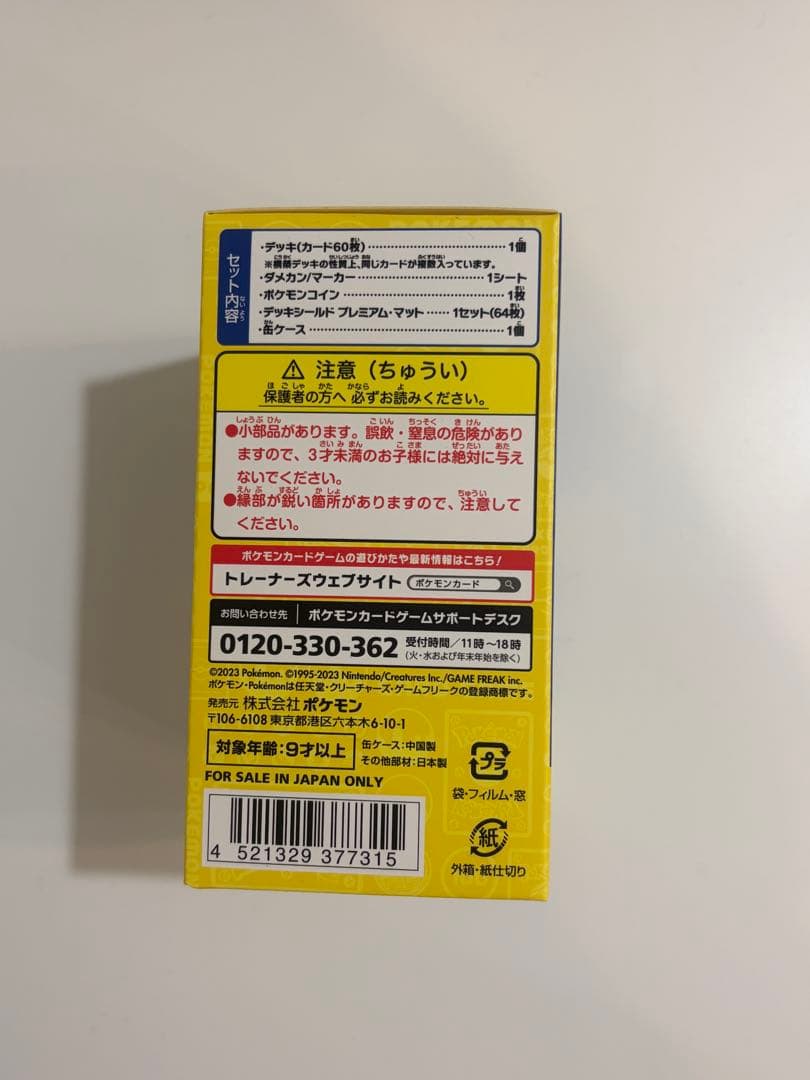 セット内容
・デッキ(カード60枚)……1個
※構築デッキの性質上、同じカードが複数入っています。
・ダメカン/マーカー……1シート
・ポケモンコイン……1枚
・デッキシールド プレミアム・マット……1セット(64枚)
・缶ケース……1個
⚠ 注意(ちゅうい)
保護者の方へ 必ずお読みください。
●小部品があります。誤飲・窒息の危険があり
ますので、3才未満のお子様には絶対に与え
ないでください。
●縁部が鋭い箇所がありますので、注意して
ください。
ポケモンカードゲームの遊びかたや最新情報はこちら!
トレーナーズウェブサイト ポケモンカード
お問い合わせ先 ポケモンカードゲームサポートデスク
0120-330-362 受付時間/11時~18時
(火・水および年末年始を除く)
©2023 Pokémon. ©1995-2023 Nintendo/Creatures Inc./GAME FREAK inc.
ポケモン・Pokémonは任天堂・クリーチャーズ・ゲームフリークの登録商標です。
発売元 株式会社 ポケモン
〒106-6108 東京都港区六本木6-10-1
対象年齢:9才以上
缶ケース:中国製
その他部材:日本製
FOR SALE IN JAPAN ONLY
プラ
袋・フィルム・窓
紙
外箱・紙仕切り
4 521329 377315